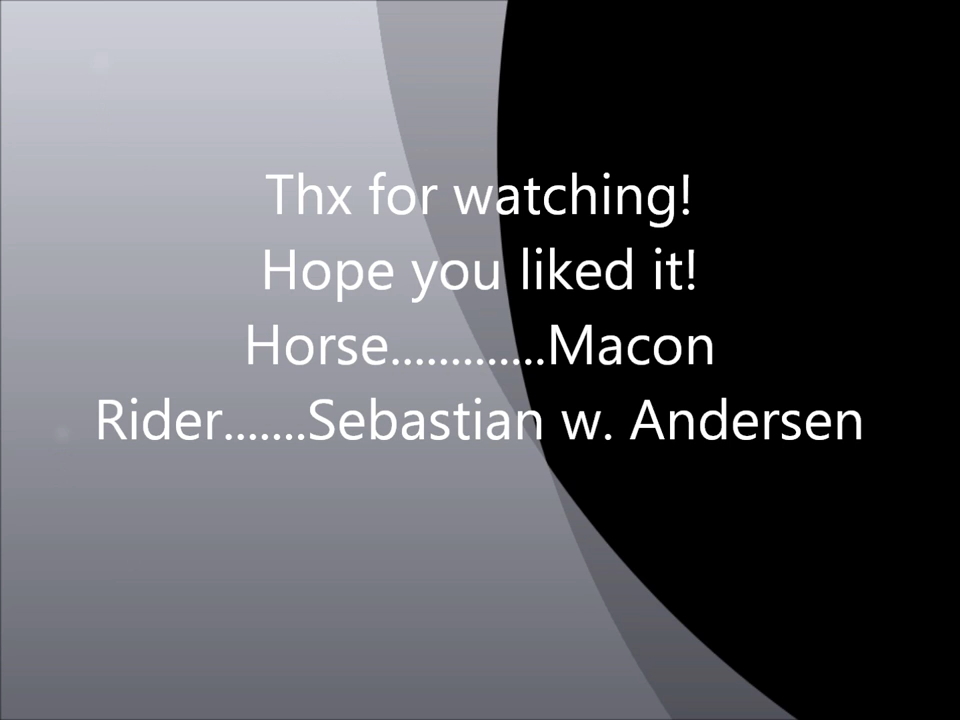 Thx for watching!
Hope you liked it!
Horse.............Macon
Rider.......Sebastian w. Andersen